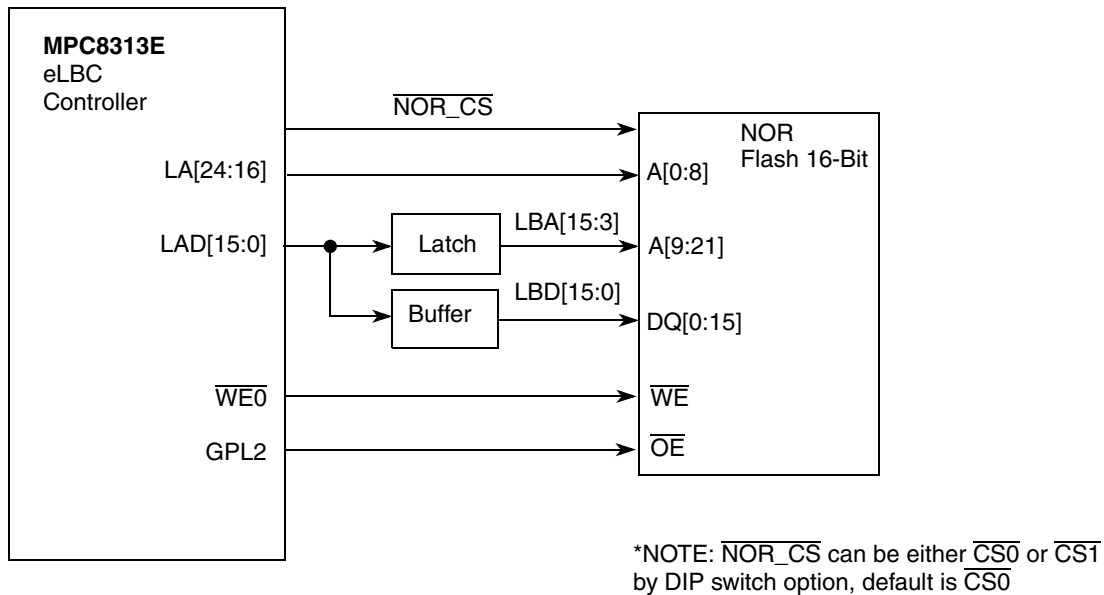 MPC8313E
eLBC
Controller
NOR_CS
NOR
Flash 16-Bit
LA[24:16]
A[0:8]
LAD[15:0]
Latch
LBA[15:3]
A[9:21]
Buffer
LBD[15:0]
DQ[0:15]
WE0
WE
GPL2
OE
*NOTE: NOR_CS can be either CS0 or CS1
by DIP switch option, default is CS0